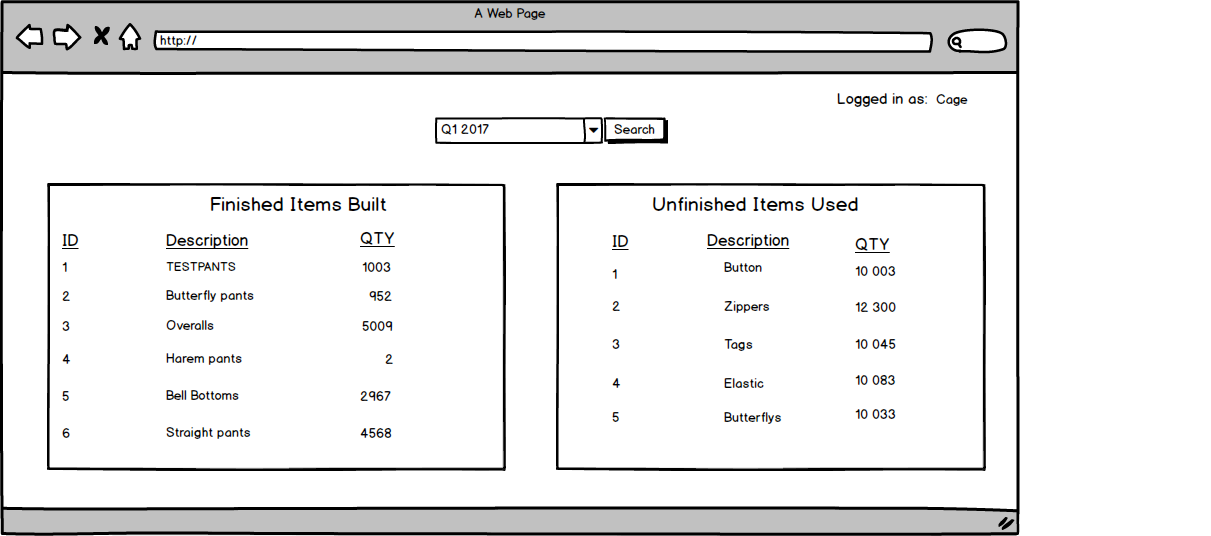 A Web Page
http://
Logged in as: Cage
Q1 2017 Search
Finished Items Built
ID Description QTY
1 TESTPANTS 1003
2 Butterfly pants 952
3 Overalls 5009
4 Harem pants 2
5 Bell Bottoms 2967
6 Straight pants 4568
Unfinished Items Used
ID Description QTY
1 Button 10 003
2 Zippers 12 300
3 Tags 10 045
4 Elastic 10 083
5 Butterflys 10 033